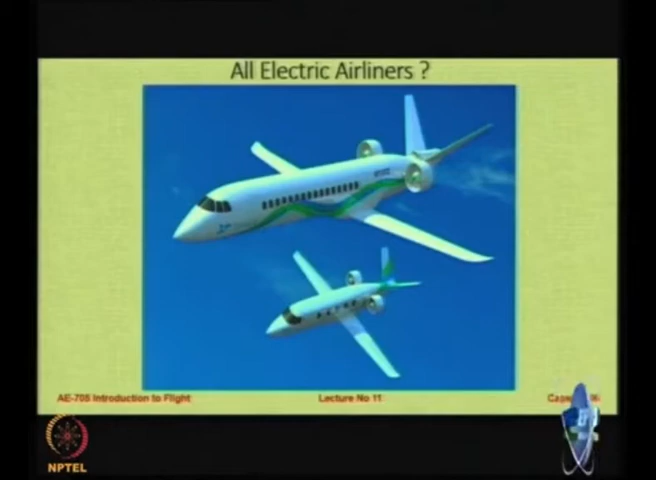 All Electric Airliners ?
AE-705 Introduction to Flight
Lecture No 11
NPTEL